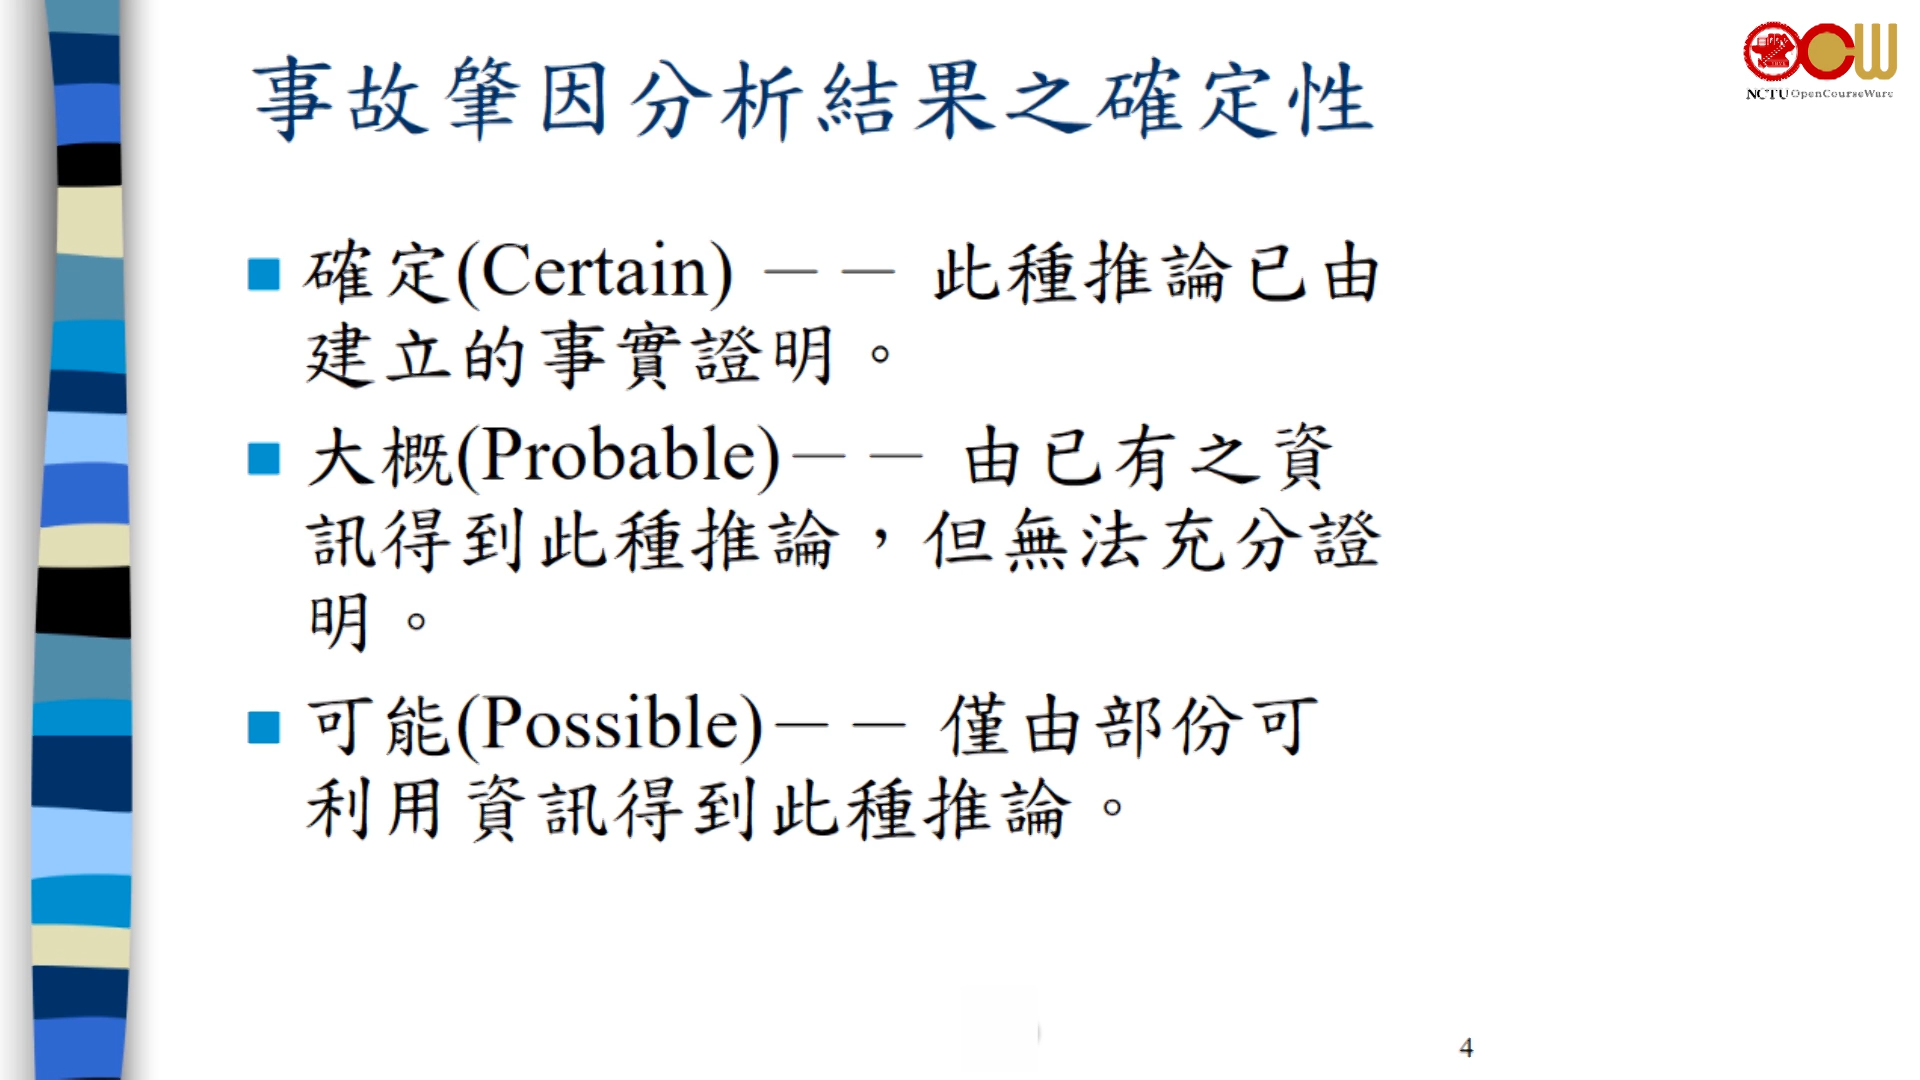 事故肇因分析結果之確定性
NCTU OpenCourseWare
確定(Certain) －－ 此種推論已由
建立的事實證明。
大概(Probable)－－ 由已有之資
訊得到此種推論，但無法充分證
明。
可能(Possible)－－ 僅由部份可
利用資訊得到此種推論。
4